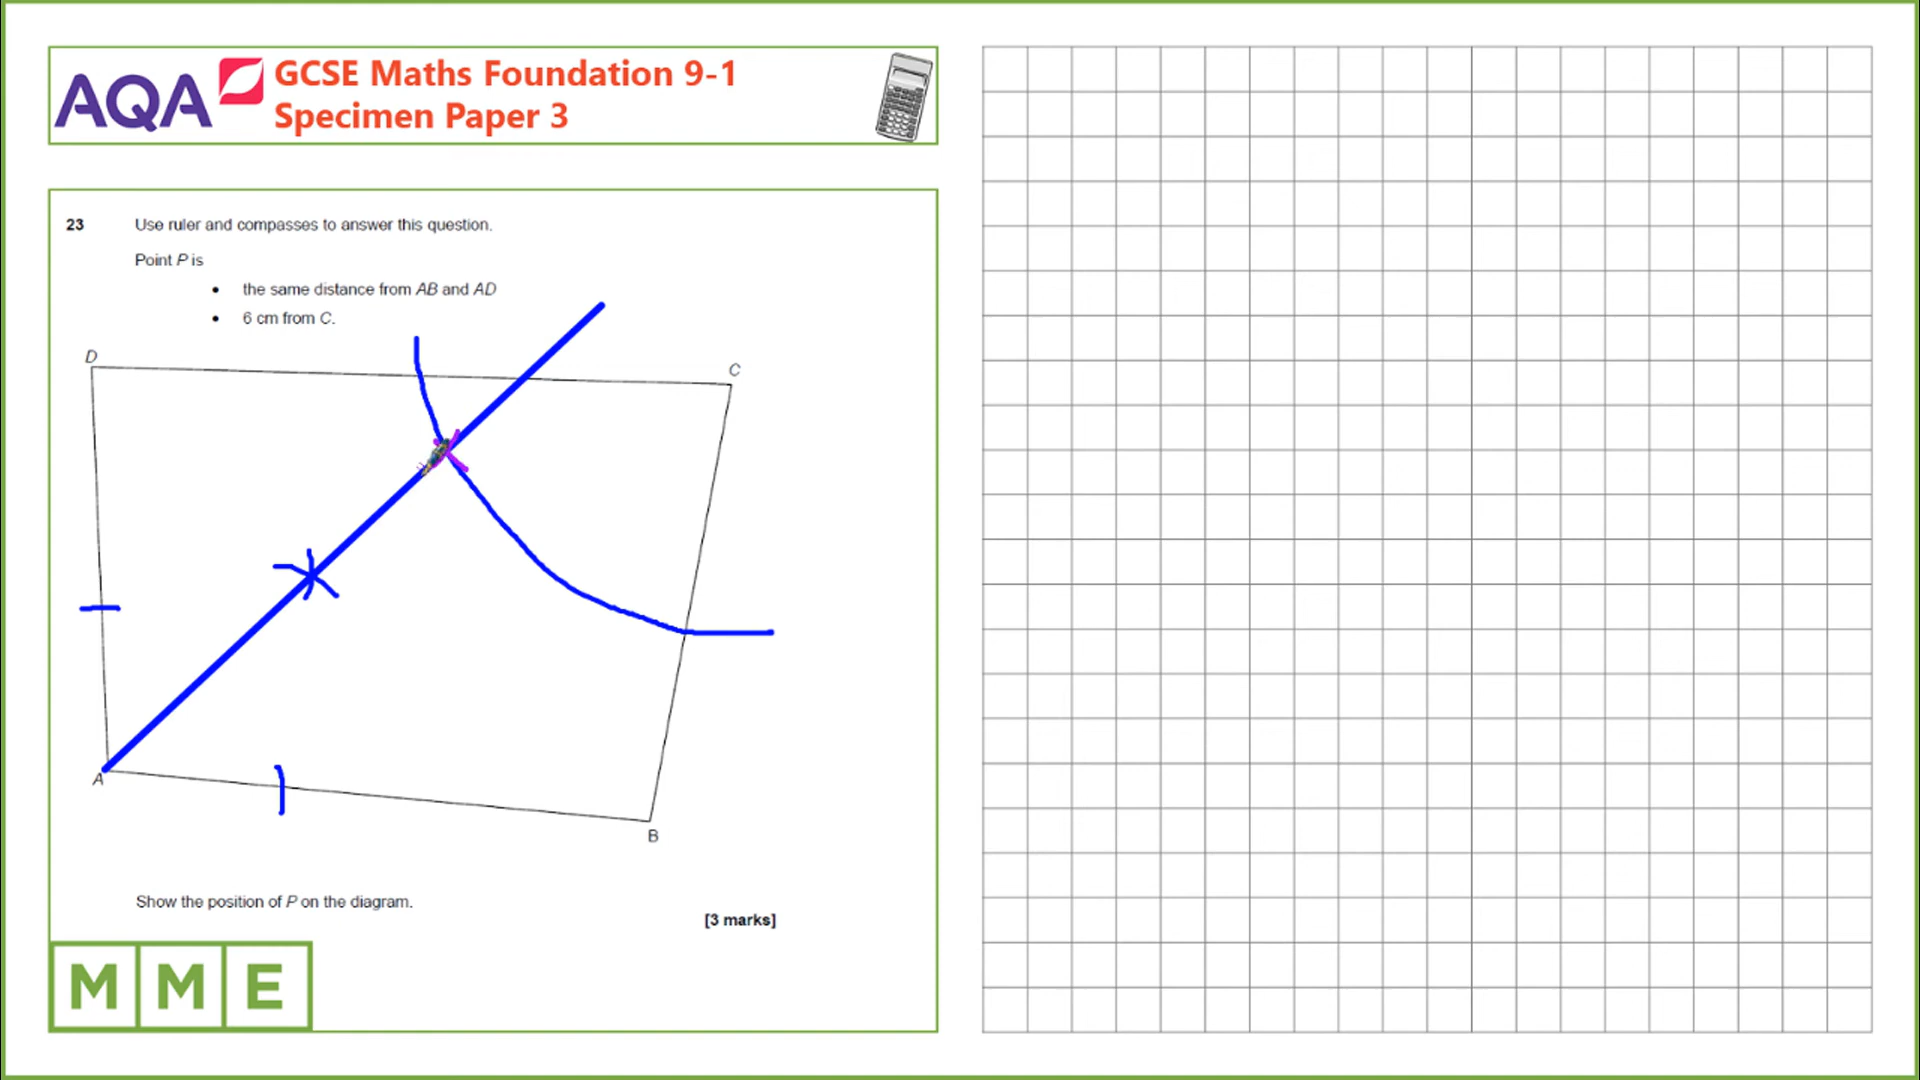 AQA
GCSE Maths Foundation 9-1
Specimen Paper 3
23 Use ruler and compasses to answer this question.
Point P is
• the same distance from AB and AD
• 6 cm from C.
D
C
A
B
Show the position of P on the diagram.
[3 marks]
MME